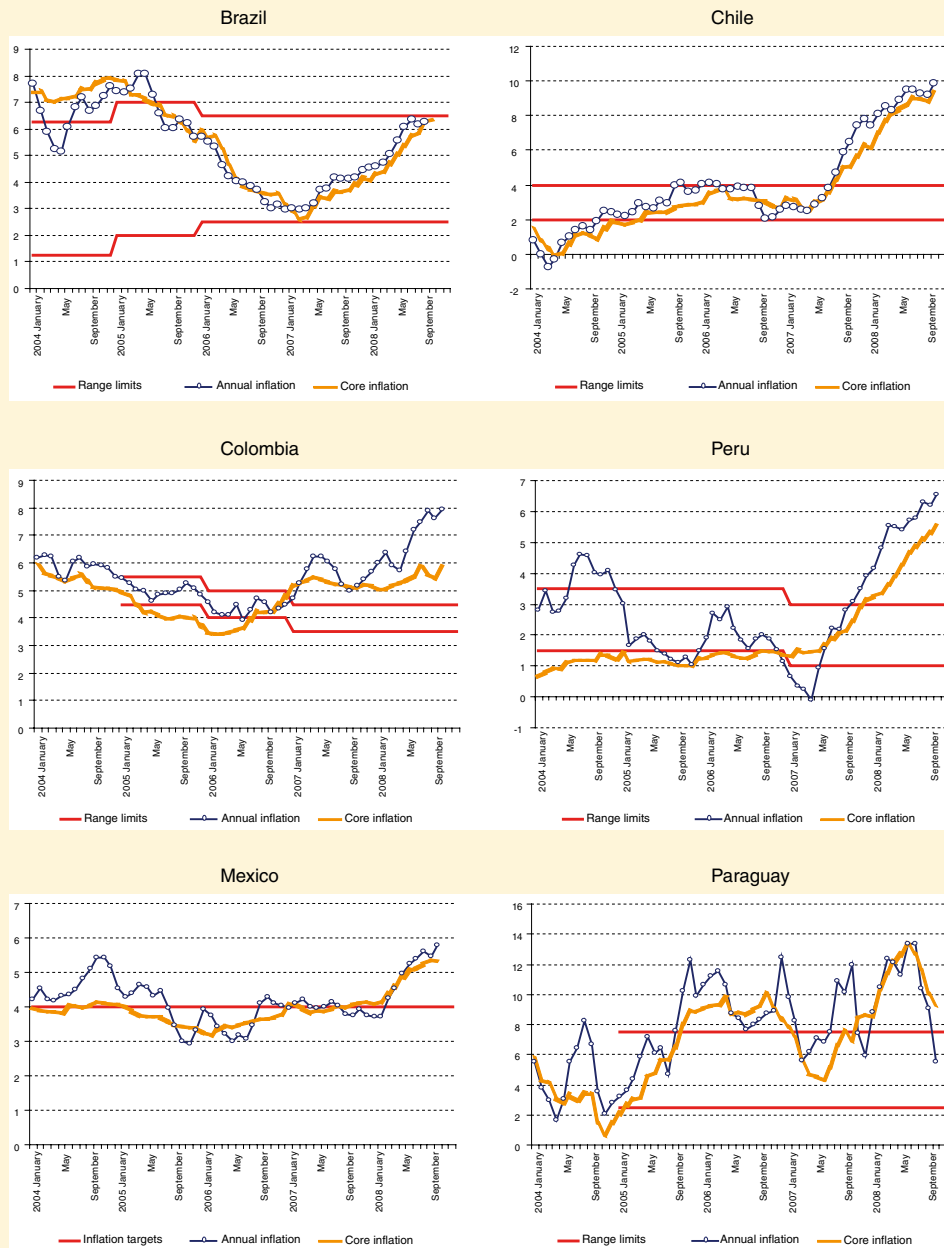 Brazil
9
8
7
6
5
4
3
2
1
0
2004 January
May
September
2005 January
May
September
2006 January
May
September
2007 January
May
September
2008 January
May
September
Range limits Annual inflation Core inflation
Chile
12
10
8
6
4
2
0
-2
2004 January
May
September
2005 January
May
September
2006 January
May
September
2007 January
May
September
2008 January
May
September
Range limits Annual inflation Core inflation
Colombia
9
8
7
6
5
4
3
2
1
0
2004 January
May
September
2005 January
May
September
2006 January
May
September
2007 January
May
September
2008 January
May
September
Range limits Annual inflation Core inflation
Peru
7
6
5
4
3
2
1
0
-1
2004 January
May
September
2005 January
May
September
2006 January
May
September
2007 January
May
September
2008 January
May
September
Range limits Annual inflation Core inflation
Mexico
7
6
5
4
3
2
1
0
2004 January
May
September
2005 January
May
September
2006 January
May
September
2007 January
May
September
2008 January
May
September
Inflation targets Annual inflation Core inflation
Paraguay
16
14
12
10
8
6
4
2
0
2004 January
May
September
2005 January
May
September
2006 January
May
September
2007 January
May
September
2008 January
May
September
Range limits Annual inflation Core inflation